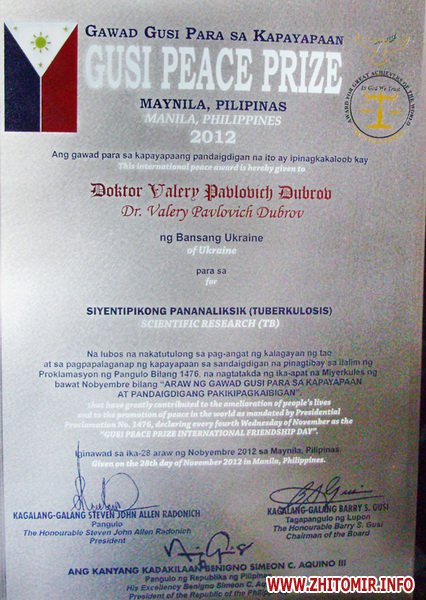 GAWAD GUSI PARA SA KAPAYAPAAN
GUSI PEACE PRIZE
MAYNILA, PILIPINAS
MANILA, PHILIPPINES
2012
AWARD FOR GREAT ACHIEVERS OF THE WORLD
In God We Trust
Ang gawad para sa kapayapaang pandaigdigan na ito ay ipinagkakaloob kay
This international peace award is hereby given to
Doktor Valery Pavlovich Dubrov
Dr. Valery Pavlovich Dubrov
ng Bansang Ukraine
of Ukraine
para sa
for
SIYENTIPIKONG PANANALIKSIK (TUBERKULOSIS)
SCIENTIFIC RESEARCH (TB)
Na lubos na nakatutulong sa pag-angat ng kalagayan ng tao
at sa pagpapalaganap ng kapayapaan sa sandaigdigan na pinagtibay sa ilalim ng
Proklamasyon ng Pangulo Bilang 1476, na nagtatakda ng ika-apat na Miyerkules ng
bawat Nobyembre bilang "ARAW NG GAWAD GUSI PARA SA KAPAYAPAAN
AT PANDAIGDIGANG PAKIKIPAGKAIBIGAN".
that have greatly contributed to the amelioration of people's lives
and to the promotion of peace in the world as mandated by Presidential
Proclamation No. 1476, declaring every fourth Wednesday of November as the
"GUSI PEACE PRIZE INTERNATIONAL FRIENDSHIP DAY".
Iginawad sa ika-28 araw ng Nobyembre 2012 sa Maynila, Pilipinas.
Given on the 28th day of November 2012 in Manila, Philippines.
KAGALANG-GALANG STEVEN JOHN ALLEN RADONICH
Pangulo
The Honourable Steven John Allen Radonich
President
KAGALANG-GALANG BARRY S. GUSI
Tagapangulo ng Lupon
The Honourable Barry S. Gusi
Chairman of the Board
ANG KANYANG KADAKILAAN BENIGNO SIMEON C. AQUINO III
Pangulo ng Republika ng Pilipinas
His Excellency Benigno Simeon C. Aquino
President of the Republic of the Philip
WWW.ZHITOMIR.INFO